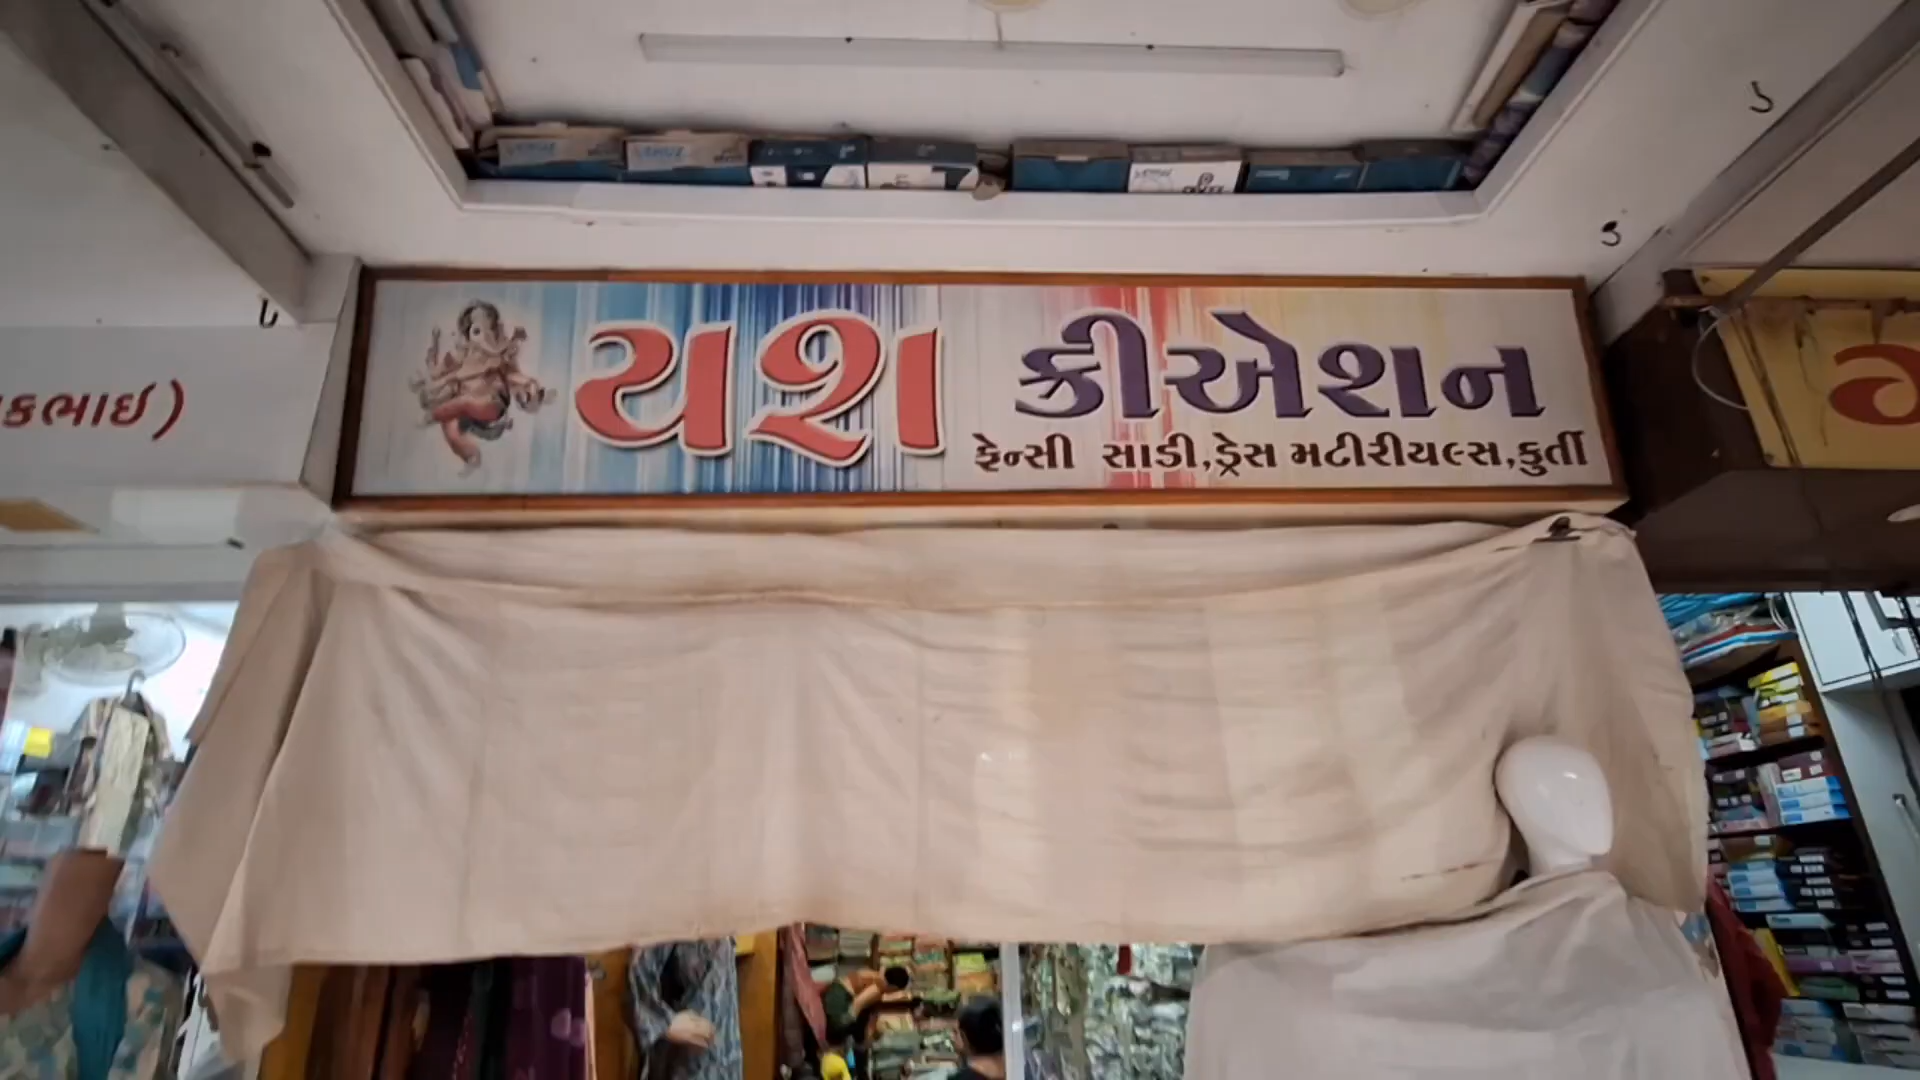 યશ ક્રીએશન
ફેન્સી સાડી,ડ્રેસ મટીરીયલ્સ,કુર્તી
કભાઇ)